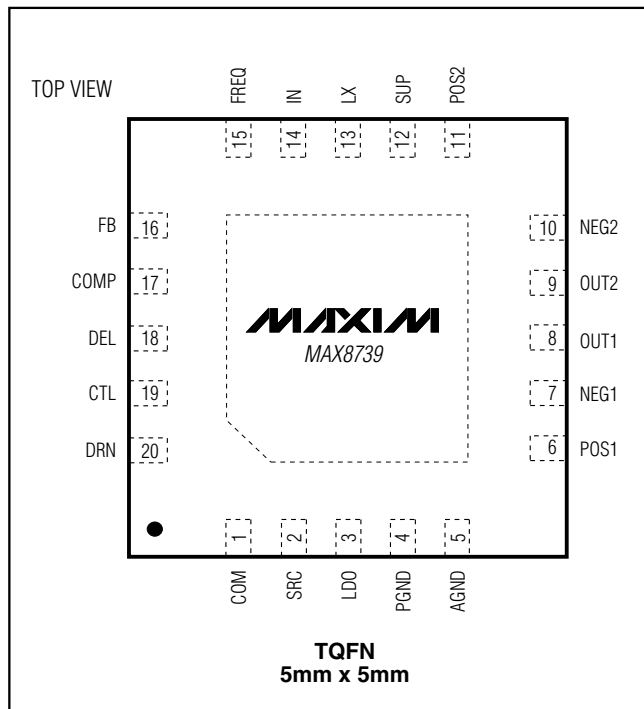 TOP VIEW
FREQ
IN
LX
SUP
POS2
15
14
13
12
11
FB 16
COMP 17
DEL 18
CTL 19
DRN 20
10 NEG2
9 OUT2
8 OUT1
7 NEG1
6 POS1
MAXIM
MAX8739
1
2
3
4
5
COM
SRC
LDO
PGND
AGND
TQFN
5mm x 5mm